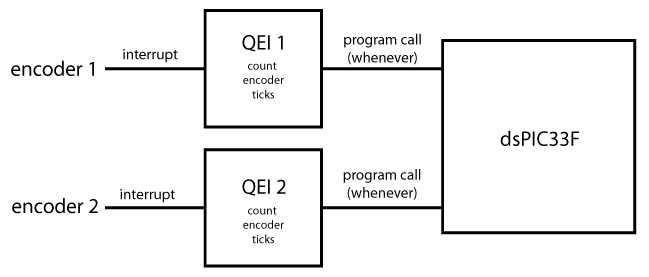 encoder 1
interrupt
QEI 1
count
encoder
ticks
program call
(whenever)
dsPIC33F
encoder 2
interrupt
QEI 2
count
encoder
ticks
program call
(whenever)